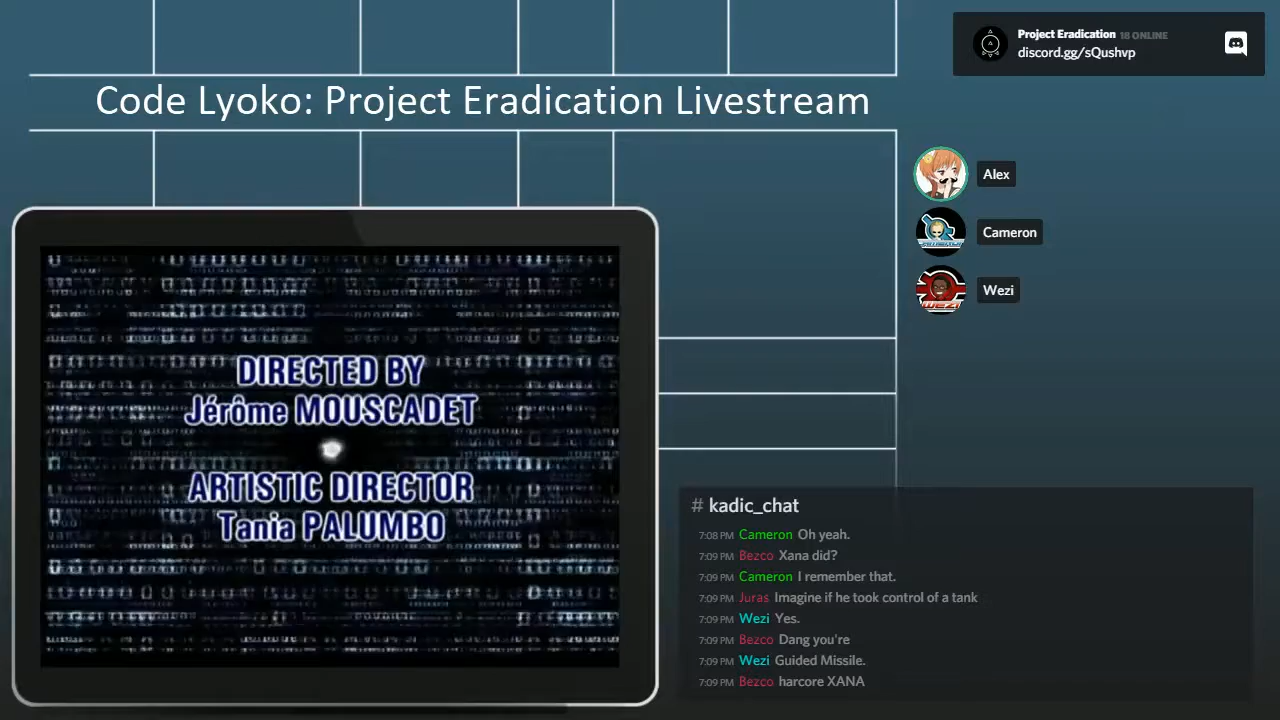 Project Eradication 18 ONLINE
discord.gg/sQushvp
Code Lyoko: Project Eradication Livestream
Alex
Cameron
Wezi
WEZI
DIRECTED BY
Jérôme MOUSCADET
ARTISTIC DIRECTOR
Tania PALUMBO
# kadic_chat
7:08 PM Cameron Oh yeah.
7:09 PM Bezco Xana did?
7:09 PM Cameron I remember that.
7:09 PM Juras Imagine if he took control of a tank
7:09 PM Wezi Yes.
7:09 PM Bezco Dang you're
7:09 PM Wezi Guided Missile.
7:09 PM Bezco harcore XANA